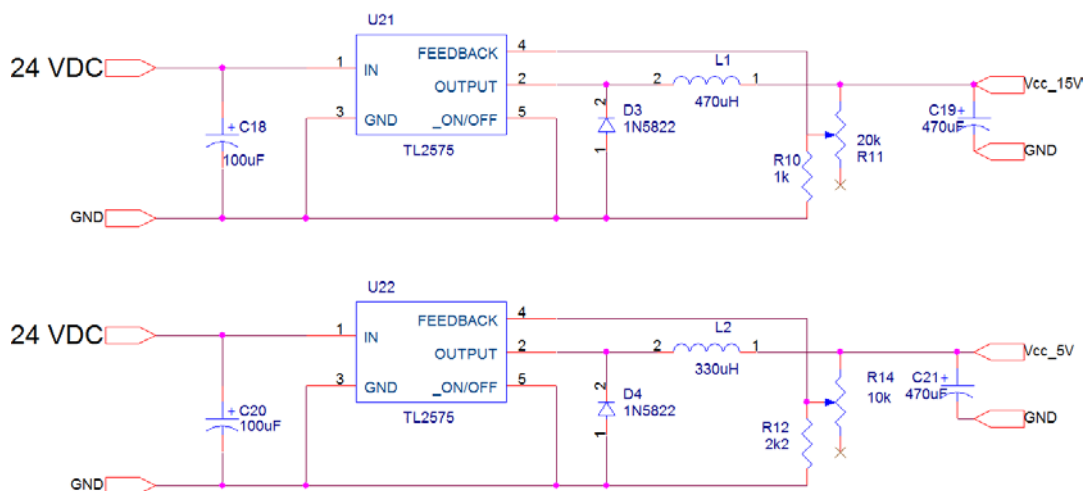 U21
24 VDC
1
IN
FEEDBACK
4
OUTPUT
2
3
GND
_ON/OFF
5
TL2575
+ C18
100uF
GND
2
D3
1N5822
1
L1
2
1
470uH
R10
1k
20k
R11
C19 +
470uF
Vcc_15V
GND
U22
24 VDC
1
IN
FEEDBACK
4
OUTPUT
2
3
GND
_ON/OFF
5
TL2575
+ C20
100uF
GND
2
D4
1N5822
1
L2
2
1
330uH
R12
2k2
R14
10k
C21+
470uF
Vcc_5V
GND